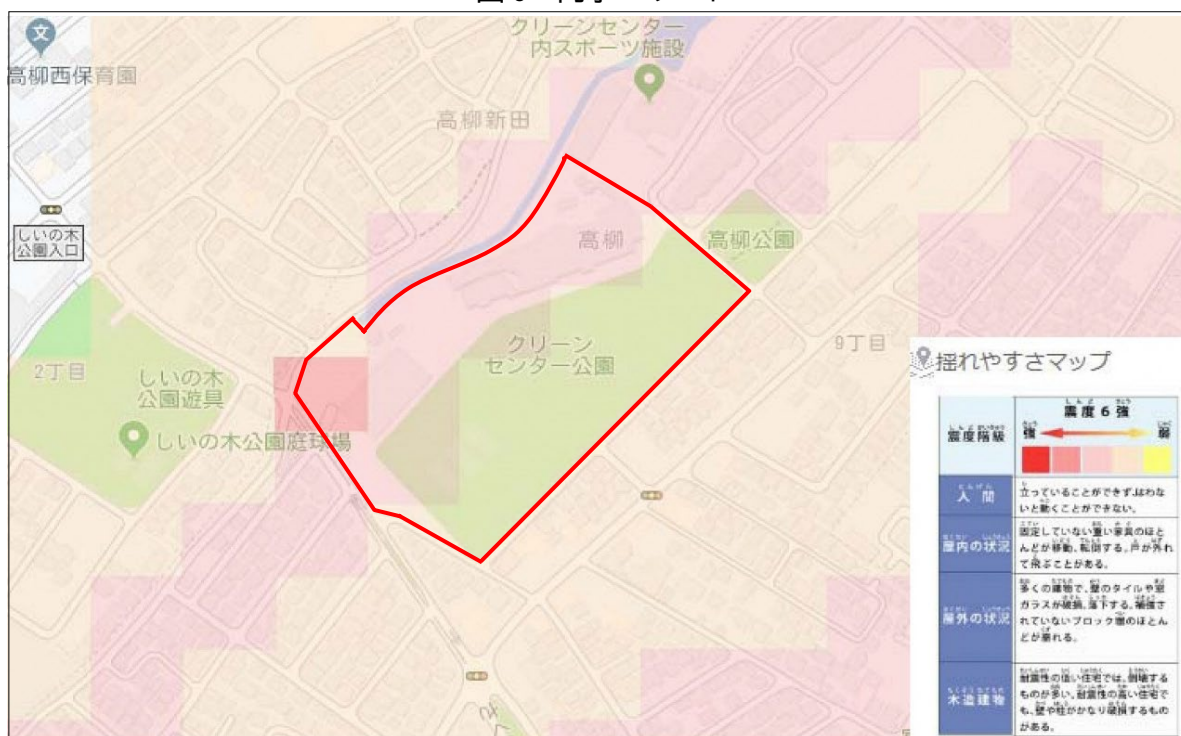 クリーンセンター
内スポーツ施設
高柳西保育園
高柳新田
しいの木
公園入口
高柳
高柳公園
クリーン
センター公園
9丁目
2丁目
しいの木
公園遊具
しいの木公園庭球場
揺れやすさマップ
震度階級
震度6強
強
弱
人間
立っていることができず、はわな
いと動くことができない。
屋内の状況
固定していない重い家具のほと
んどが移動、転倒する。戸が外れ
て飛ぶことがある。
屋外の状況
多くの建物で、壁のタイルや窓
ガラスが破損、落下する。補強さ
れていないブロック塀のほとん
どが崩れる。
木造建物
耐震性の低い住宅では、倒壊する
ものが多い。耐震性の高い住宅で
も、壁や柱がかなり破損するもの
がある。